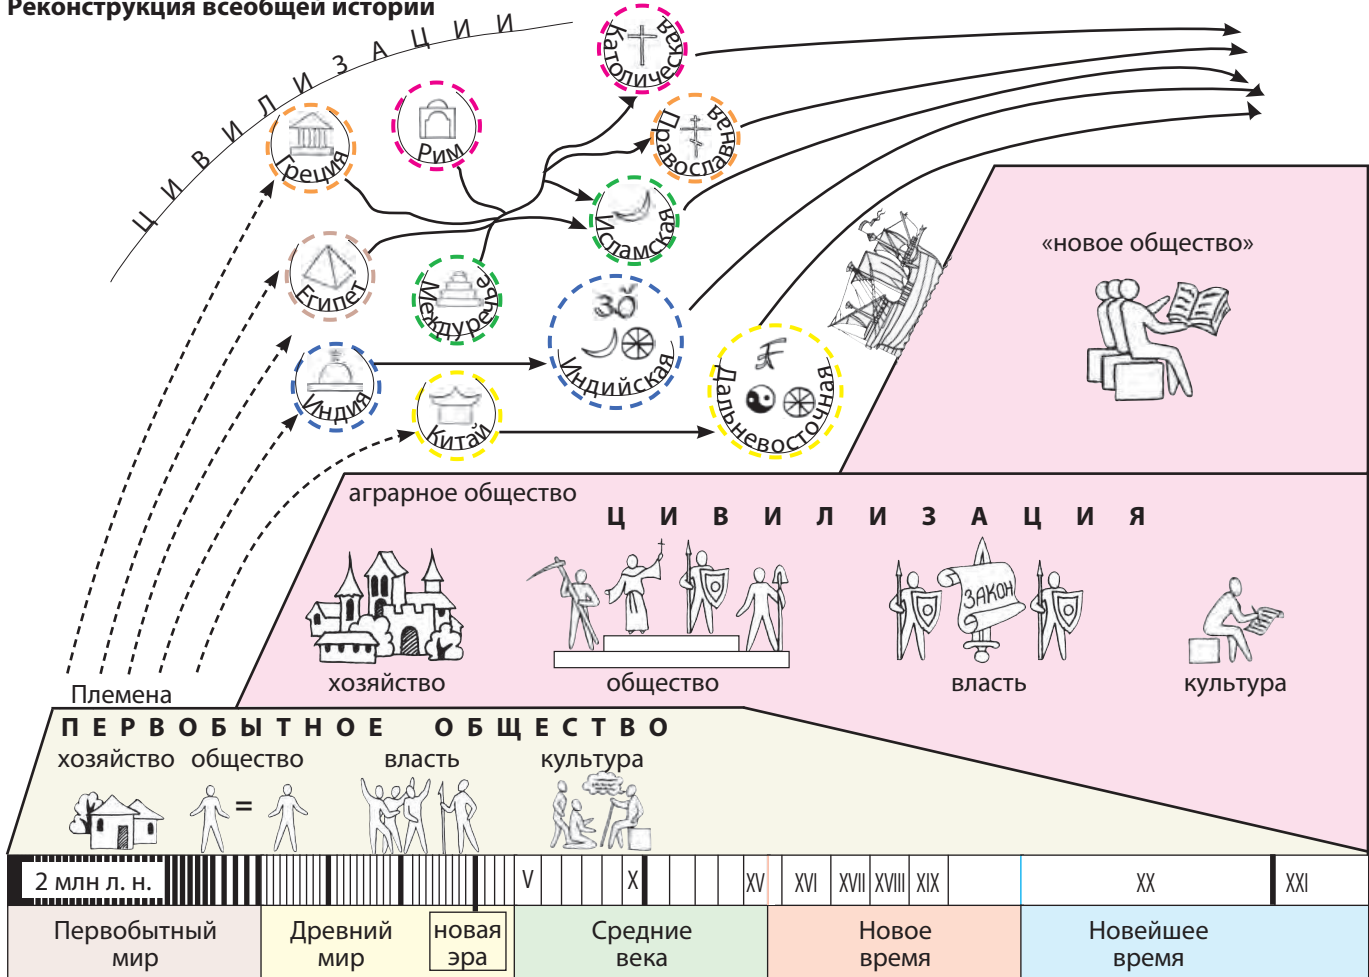 Реконструкция всеобщей истории
ЦИВИЛИЗАЦИИ
Католическая
Греция
Рим
Православная
Исламская
Египет
Междуречье
Индийская
Индия
Китай
Дальневосточная
«новое общество»
аграрное общество
ЦИВИЛИЗАЦИЯ
ЗАКОН
хозяйство общество власть культура
Племена
ПЕРВОБЫТНОЕ ОБЩЕСТВО
хозяйство общество власть культура
=
2 млн л. н. V X XV XVI XVII XVIII XIX XX XXI
Первобытный мир
Древний мир
новая эра
Средние века
Новое время
Новейшее время